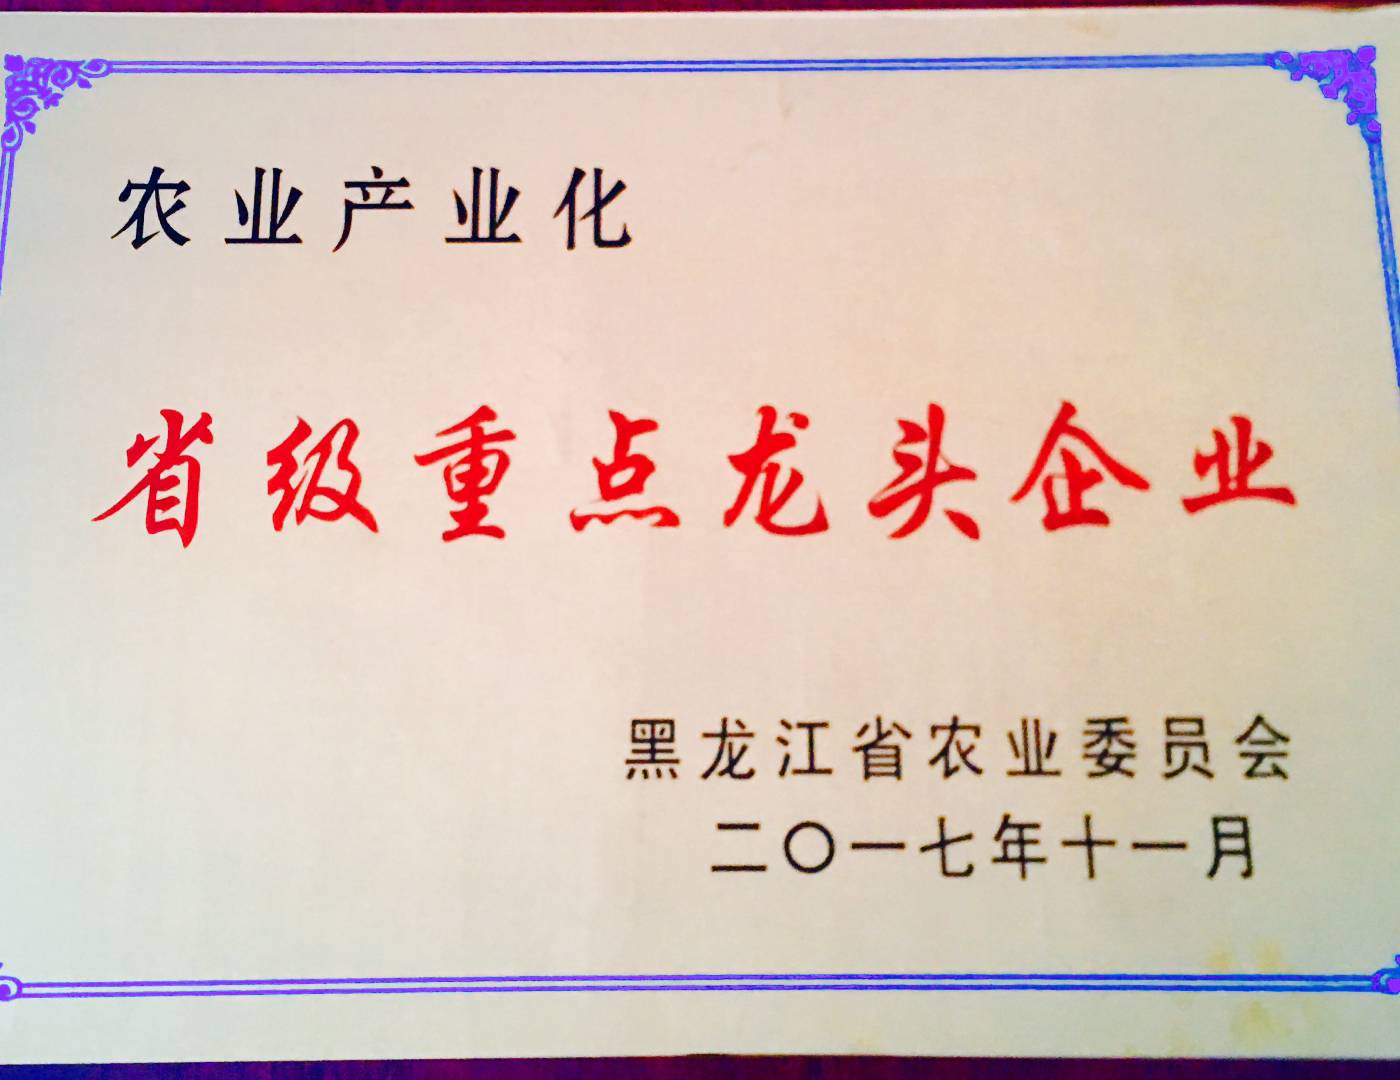 农业产业化
省级重点龙头企业
黑龙江省农业委员会
二〇一七年十一月